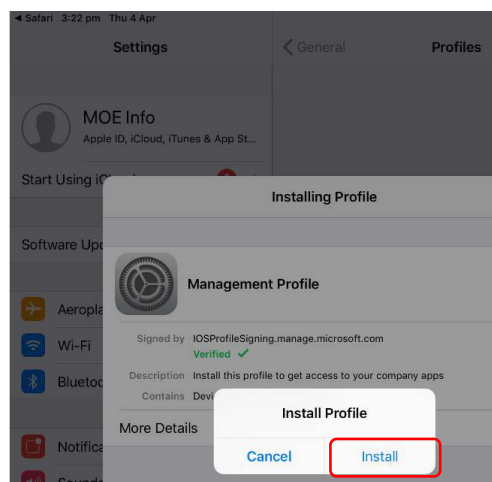 ◀ Safari 3:22 pm Thu 4 Apr
Settings
General
Profiles
MOE Info
Apple ID, iCloud, iTunes & App St...
Start Using
Installing Profile
Software
Management Profile
Signed by IOSProfileSigning.manage.microsoft.com
Verified ✓
Description Install this profile to get access to your company apps
Contains Devi
More Details
Install Profile
Cancel Install
Aeropla
Wi-Fi
Bluetoo
Notifica